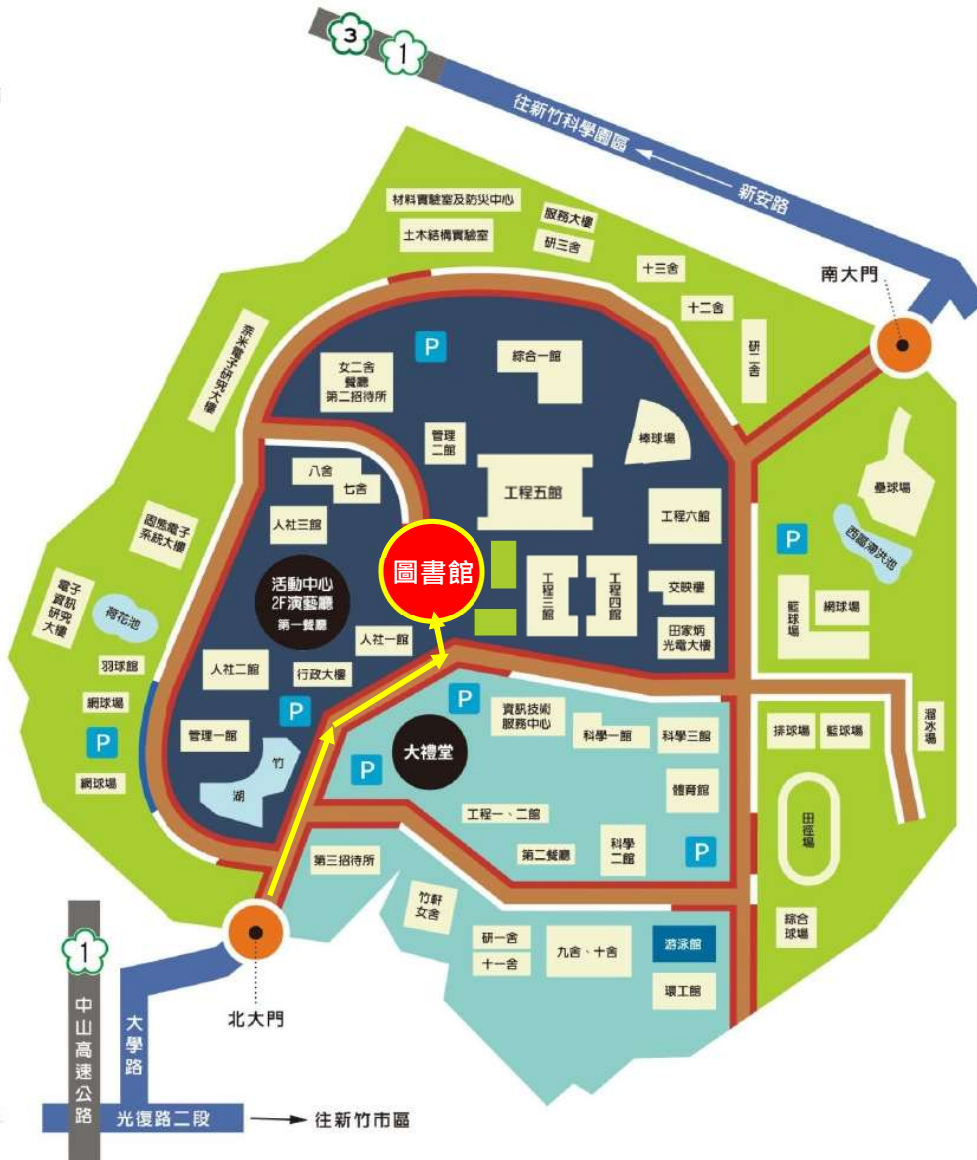 3
1
往新竹科學園區
新安路
南大門
材料實驗室及防災中心
土木結構實驗室
服務大樓
研三舍
十三舍
十二舍
研二舍
奈米電子研究大樓
女二舍
餐廳
第二招待所
P
綜合一館
管理
二館
棒球場
壘球場
八舍
七舍
人社三館
工程五館
工程六館
西區滯洪池
P
固態電子
系統大樓
電子
資訊
研究
大樓
荷花池
活動中心
2F演藝廳
第一餐廳
圖書館
工程三館
工程四館
交映樓
田家炳
光電大樓
籃球場
網球場
羽球館
網球場
P
網球場
人社一館
人社二館
行政大樓
P
管理一館
竹
湖
P
資訊技術
服務中心
科學一館
科學三館
大禮堂
P
體育館
排球場
籃球場
溜冰場
工程一、二館
第二餐廳
科學
二館
P
田徑場
第三招待所
竹軒
女舍
研一舍
十一舍
九舍、十舍
游泳館
環工館
綜合
球場
北大門
1
中山高速公路
大學路
光復路二段
往新竹市區